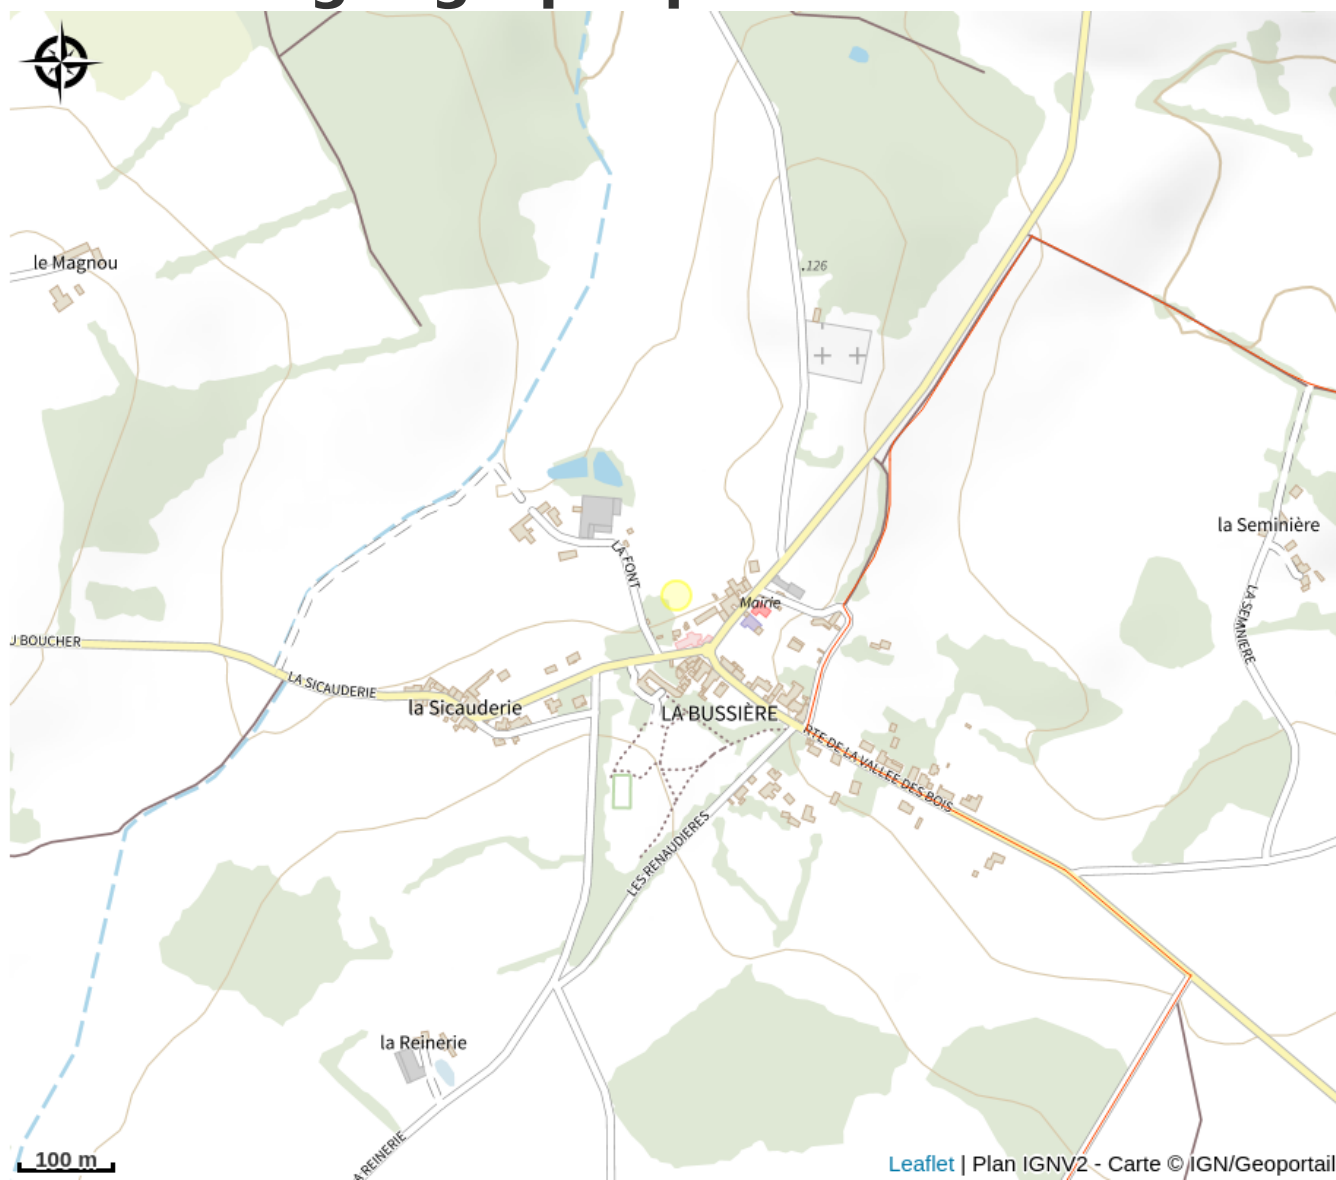 .126
le Magnou
la Seminière
LA FONT
Mairie
LA SEMNIERE
U BOUCHER
LA SICAUDERIE
la Sicauderie
LA BUSSIÈRE
RTE DE LA VALLEE DES BOIS
LES RENAUDIERES
la Reinerie
A REINERIE
100 m
Leaflet | Plan IGNV2 - Carte © IGN/Geoportail